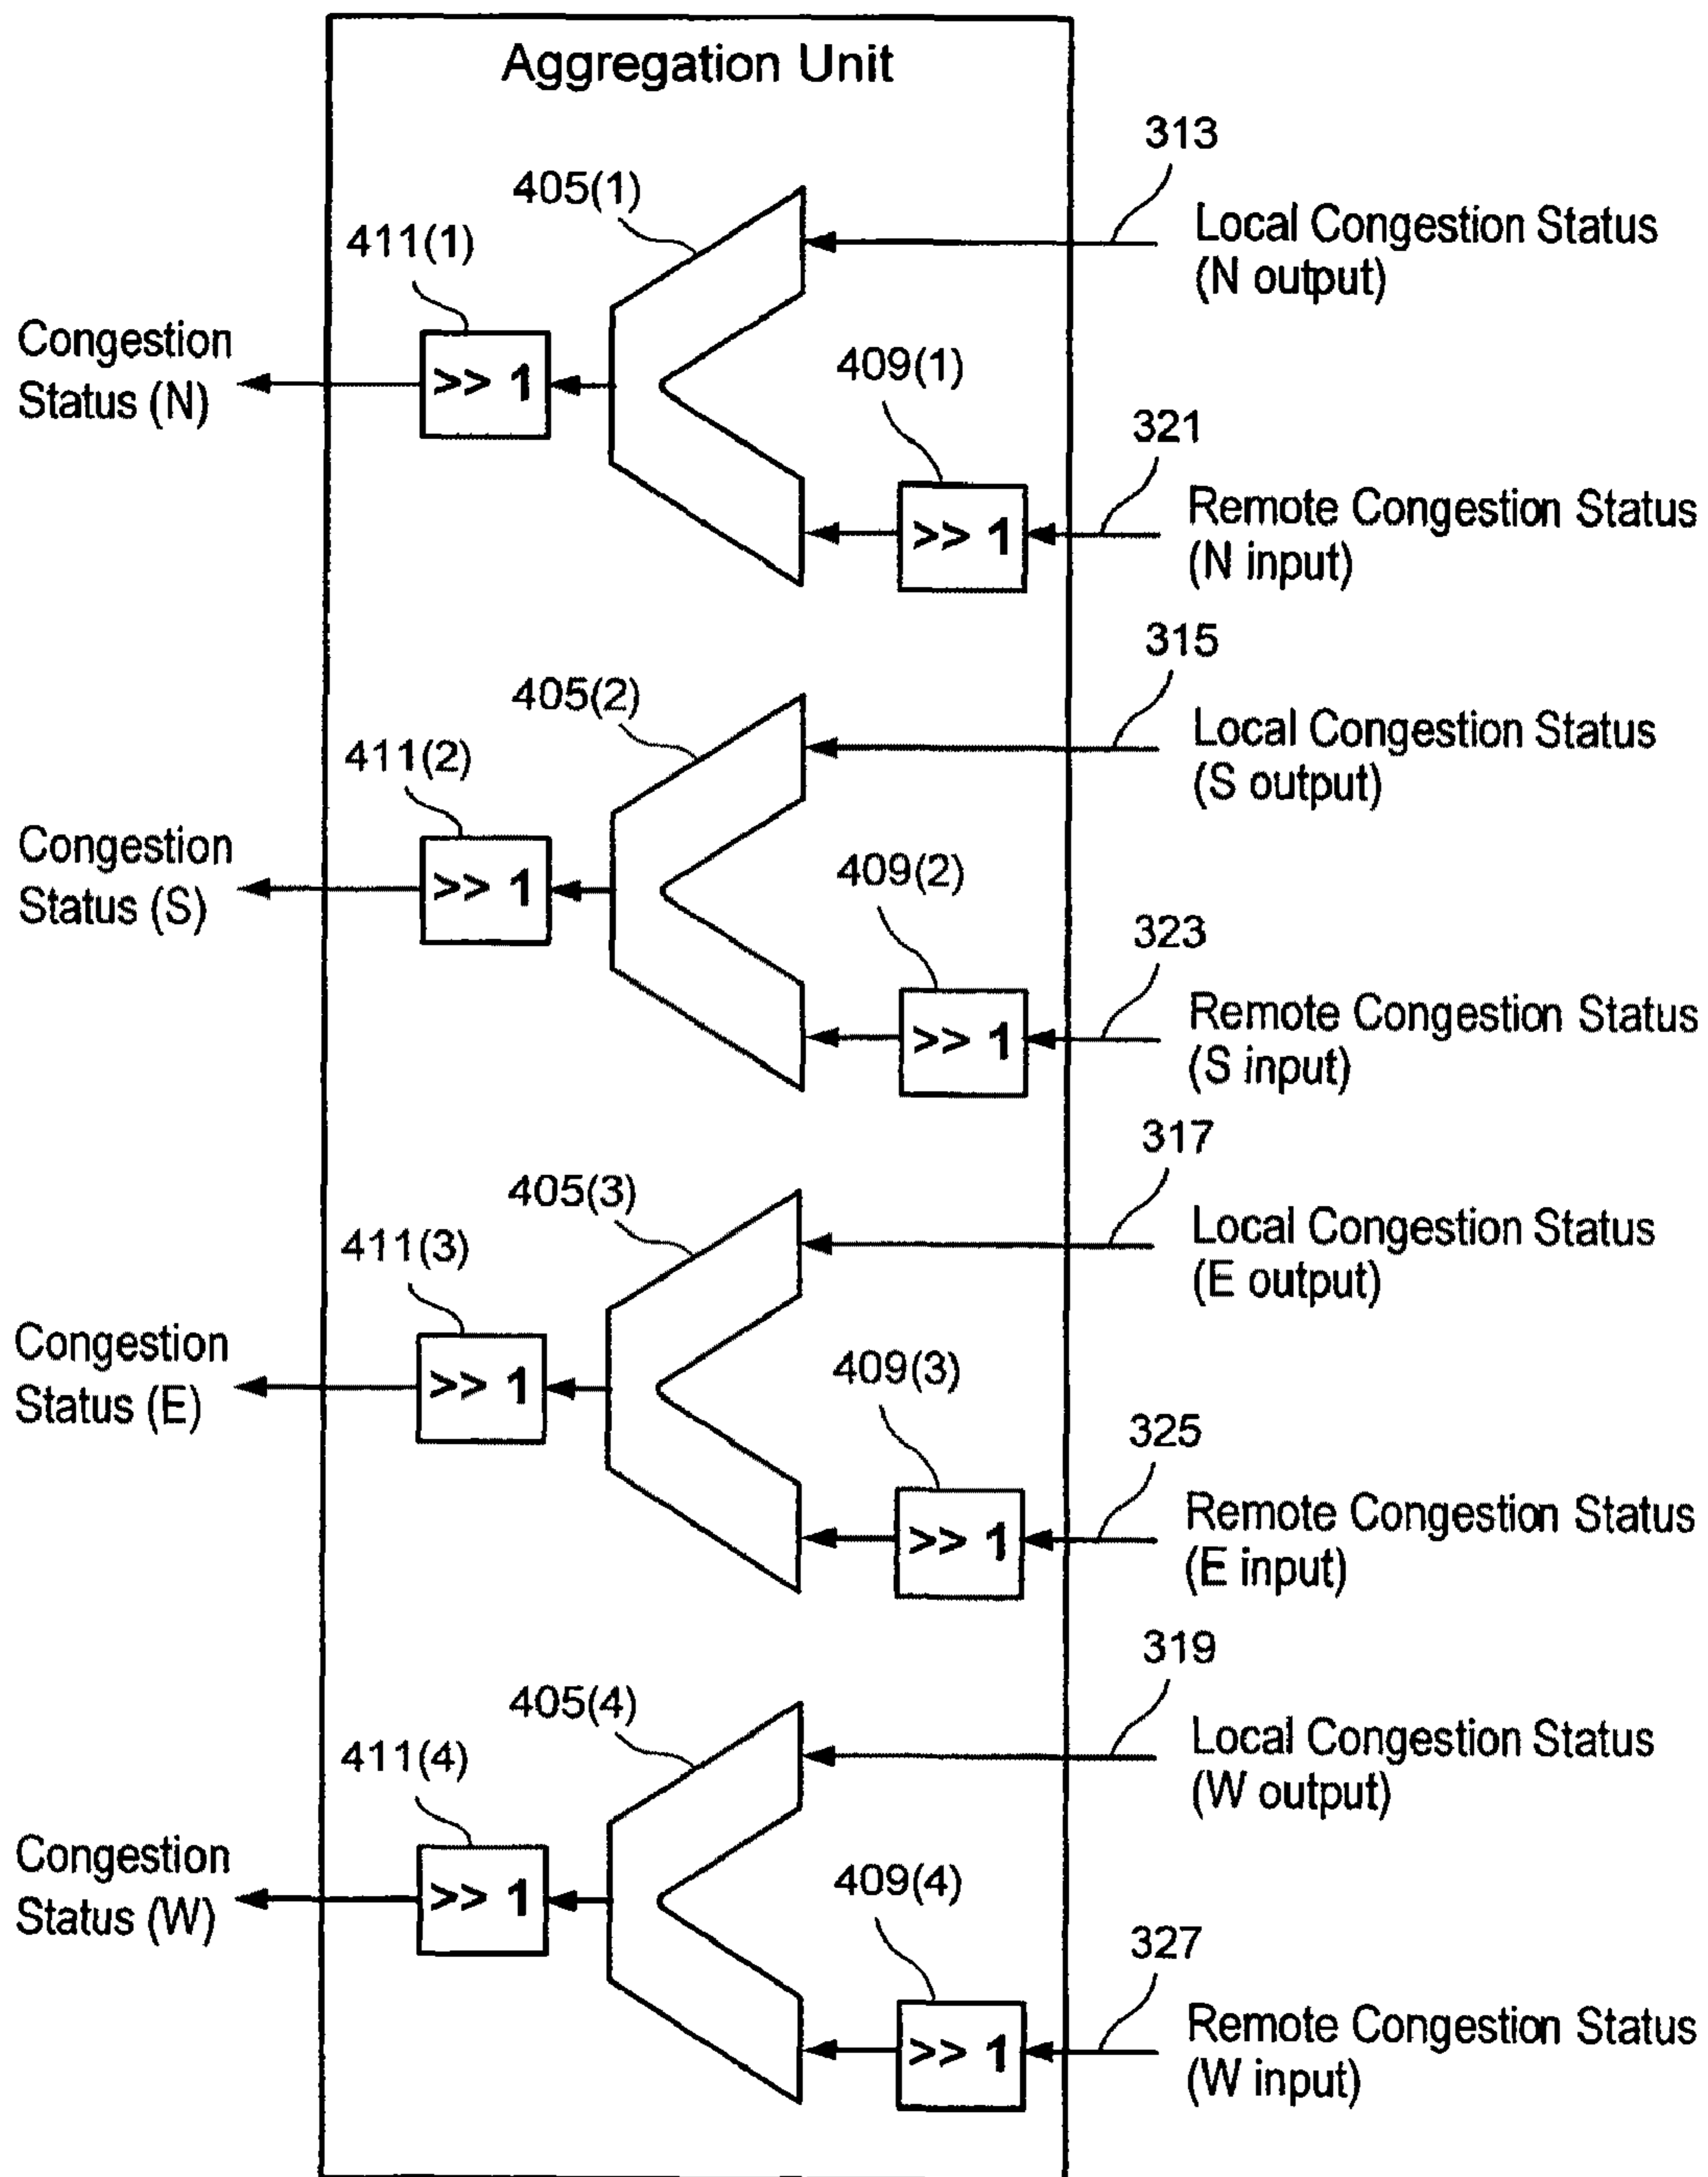 Aggregation Unit
313
405(1)
Local Congestion Status
(N output)
411(1)
Congestion
Status (N)
>> 1
409(1)
321
>> 1
Remote Congestion Status
(N input)
315
405(2)
Local Congestion Status
(S output)
411(2)
Congestion
Status (S)
>> 1
409(2)
323
>> 1
Remote Congestion Status
(S input)
317
405(3)
Local Congestion Status
(E output)
411(3)
Congestion
Status (E)
>> 1
409(3)
325
>> 1
Remote Congestion Status
(E input)
319
405(4)
Local Congestion Status
(W output)
411(4)
Congestion
Status (W)
>> 1
409(4)
327
>> 1
Remote Congestion Status
(W input)